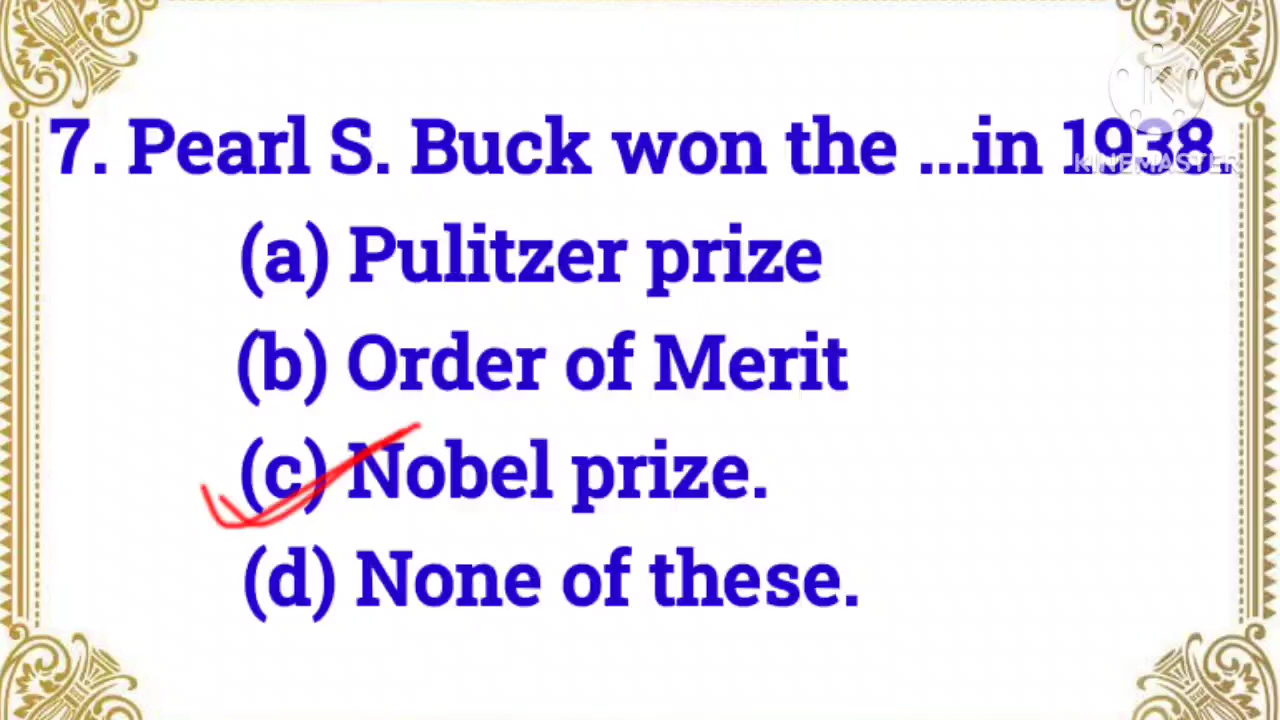 7. Pearl S. Buck won the ...in 1938.
KINEMASTER
(a) Pulitzer prize
(b) Order of Merit
(c) Nobel prize.
(d) None of these.